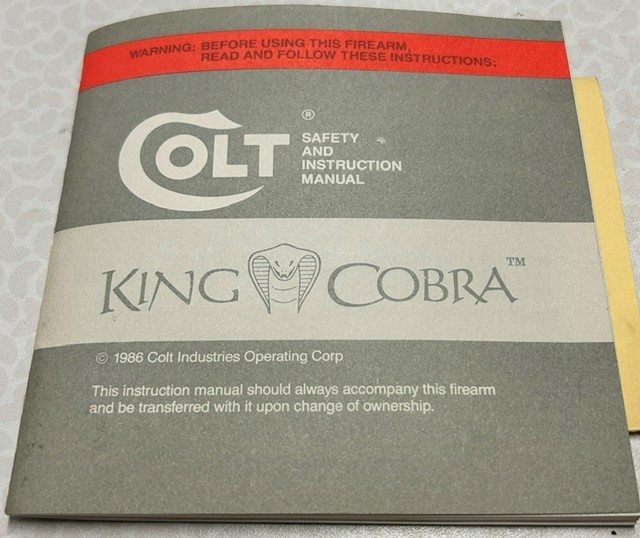 WARNING: BEFORE USING THIS FIREARM,
READ AND FOLLOW THESE INSTRUCTIONS:
COLT®
SAFETY
AND
INSTRUCTION
MANUAL
KING COBRA™
© 1986 Colt Industries Operating Corp
This instruction manual should always accompany this firearm
and be transferred with it upon change of ownership.